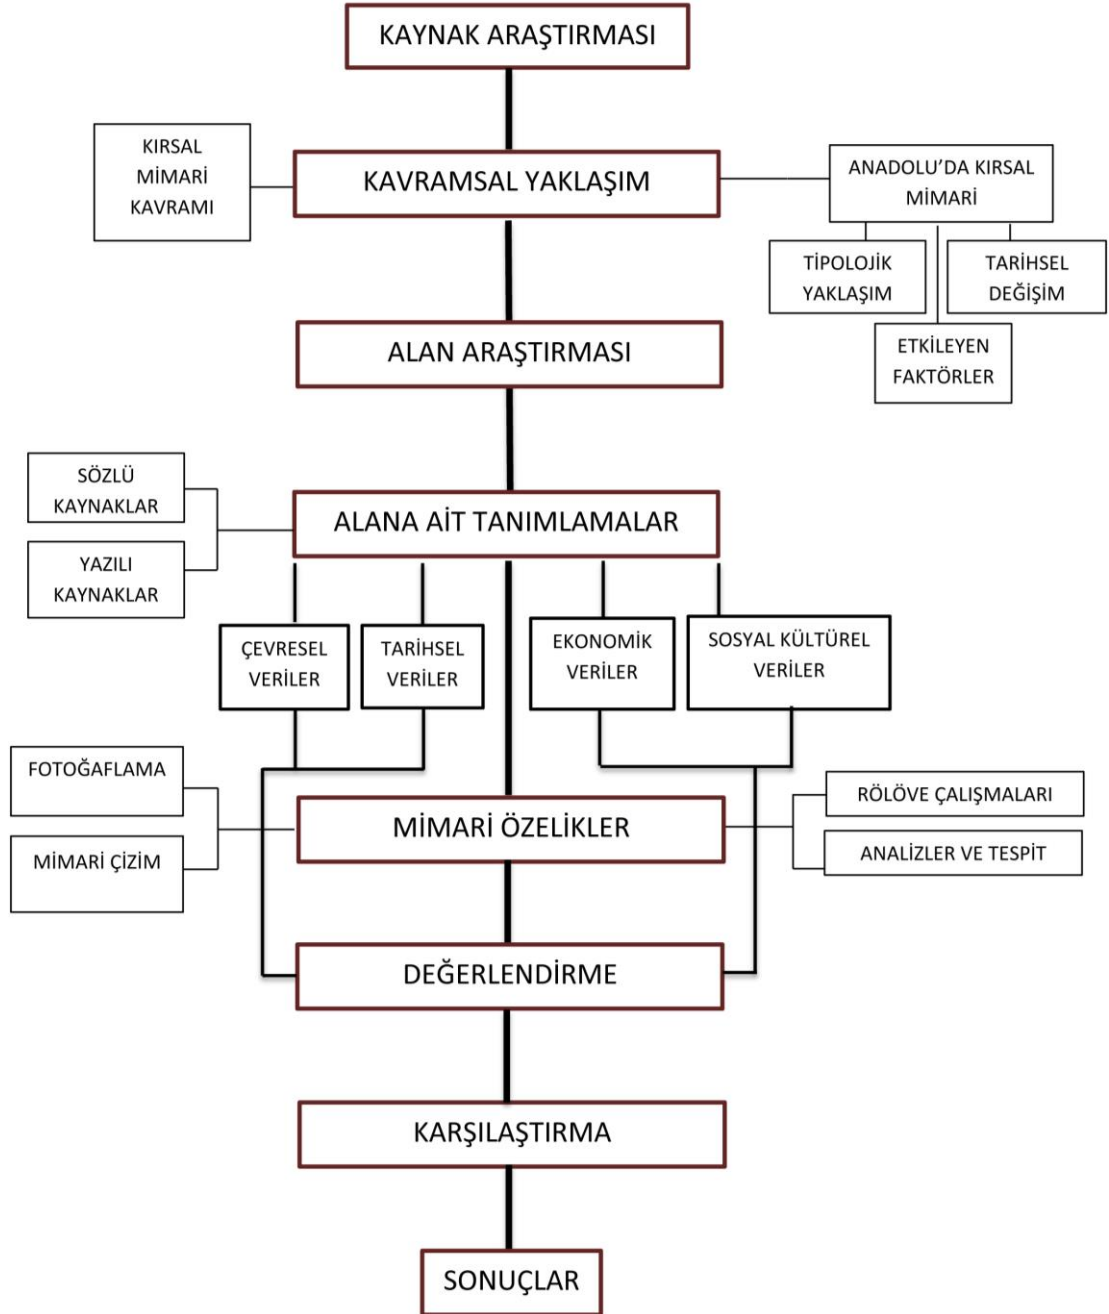 KAYNAK ARAŞTIRMASI
KIRSAL
MİMARİ
KAVRAMI
KAVRAMSAL YAKLAŞIM
ANADOLU’DA KIRSAL
MİMARİ
TİPOLOJİK
YAKLAŞIM
TARİHSEL
DEĞİŞİM
ETKİLEYEN
FAKTÖRLER
ALAN ARAŞTIRMASI
SÖZLÜ
KAYNAKLAR
YAZILI
KAYNAKLAR
ALANA AİT TANIMLAMALAR
ÇEVRESEL
VERİLER
TARİHSEL
VERİLER
EKONOMİK
VERİLER
SOSYAL KÜLTÜREL
VERİLER
FOTOĞAFLAMA
MİMARİ ÇİZİM
MİMARİ ÖZELİKLER
RÖLÖVE ÇALIŞMALARI
ANALİZLER VE TESPİT
DEĞERLENDİRME
KARŞILAŞTIRMA
SONUÇLAR